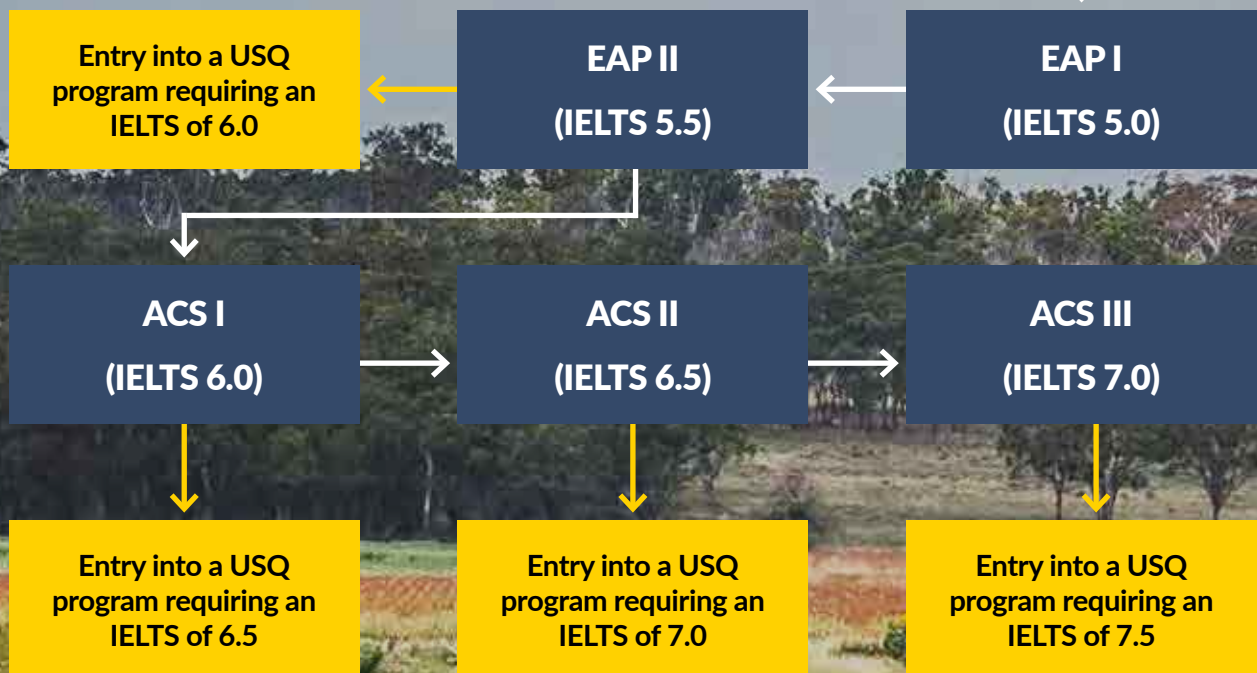 Entry into a USQ
program requiring an
IELTS of 6.0
EAP II
(IELTS 5.5)
EAP I
(IELTS 5.0)
ACS I
(IELTS 6.0)
ACS II
(IELTS 6.5)
ACS III
(IELTS 7.0)
Entry into a USQ
program requiring an
IELTS of 6.5
Entry into a USQ
program requiring an
IELTS of 7.0
Entry into a USQ
program requiring an
IELTS of 7.5